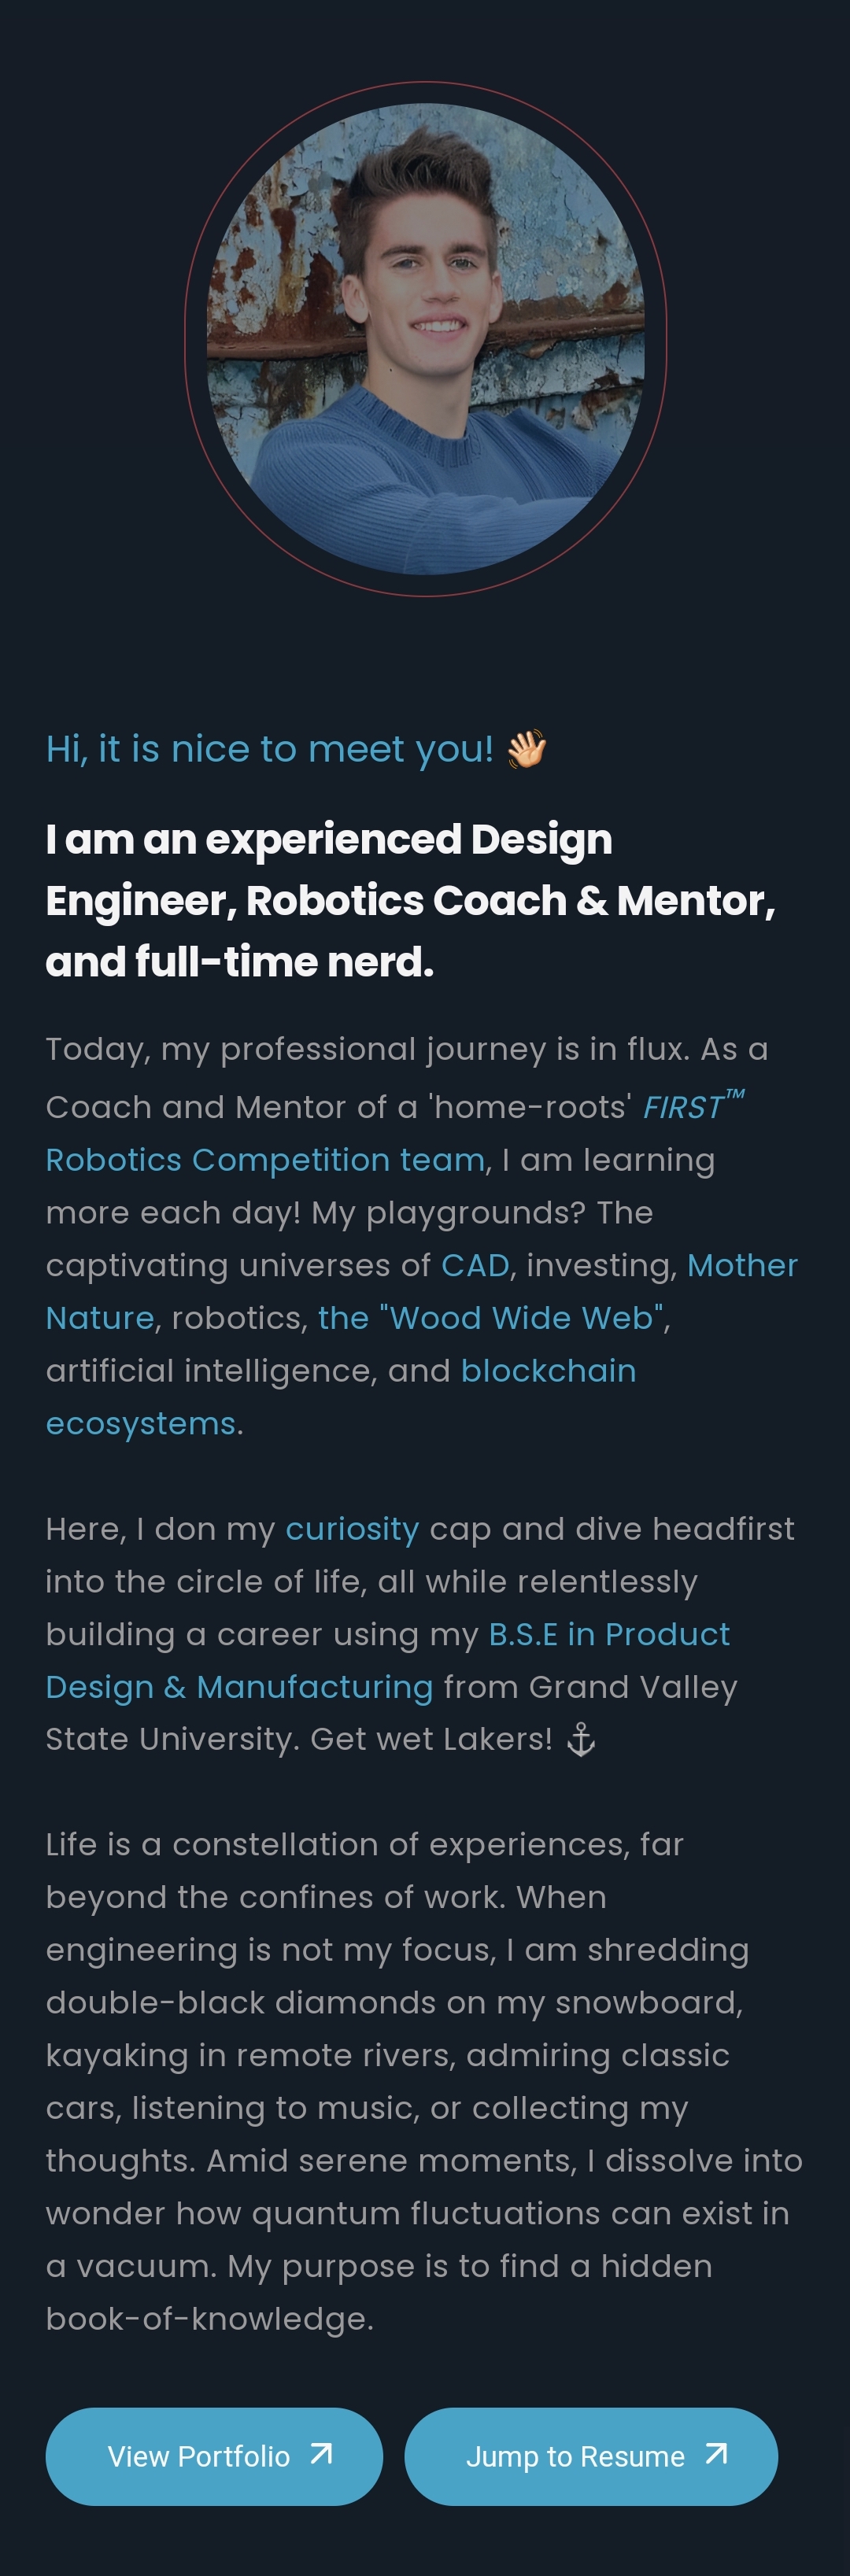 Hi, it is nice to meet you! 👋🏼
I am an experienced Design
Engineer, Robotics Coach & Mentor,
and full-time nerd.
Today, my professional journey is in flux. As a
Coach and Mentor of a 'home-roots' FIRST™
Robotics Competition team, I am learning
more each day! My playgrounds? The
captivating universes of CAD, investing, Mother
Nature, robotics, the "Wood Wide Web",
artificial intelligence, and blockchain
ecosystems.
Here, I don my curiosity cap and dive headfirst
into the circle of life, all while relentlessly
building a career using my B.S.E in Product
Design & Manufacturing from Grand Valley
State University. Get wet Lakers! ⚓
Life is a constellation of experiences, far
beyond the confines of work. When
engineering is not my focus, I am shredding
double-black diamonds on my snowboard,
kayaking in remote rivers, admiring classic
cars, listening to music, or collecting my
thoughts. Amid serene moments, I dissolve into
wonder how quantum fluctuations can exist in
a vacuum. My purpose is to find a hidden
book-of-knowledge.
View Portfolio
Jump to Resume